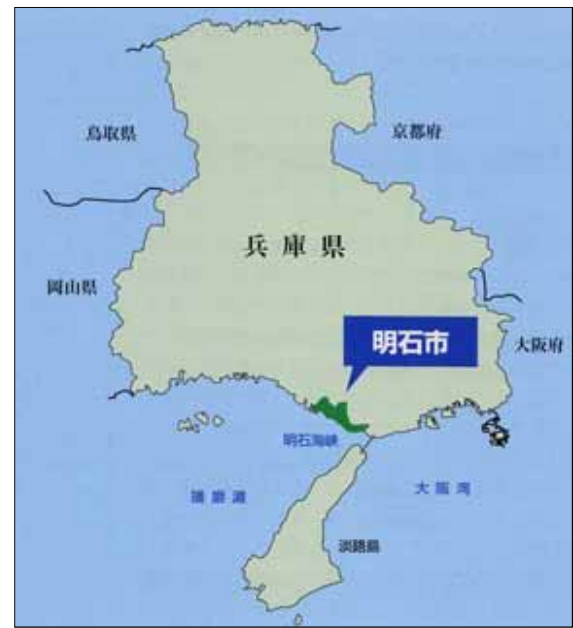 鳥取県
京都府
兵庫県
岡山県
明石市
大阪府
明石海峡
播磨灘
大阪湾
淡路島